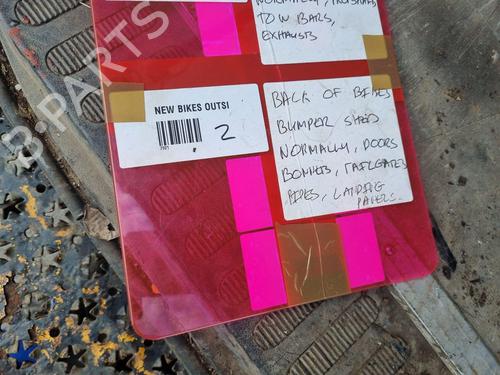 TOW BARS,
EXHAUSTS
NEW BIKES OUTSI
2
BACK OF BIKES
BUMPER SHED
NORMALLY, DOORS
BONNETS, TAILGATES
PIPES, LANDING
PANELS.
B-PARTS